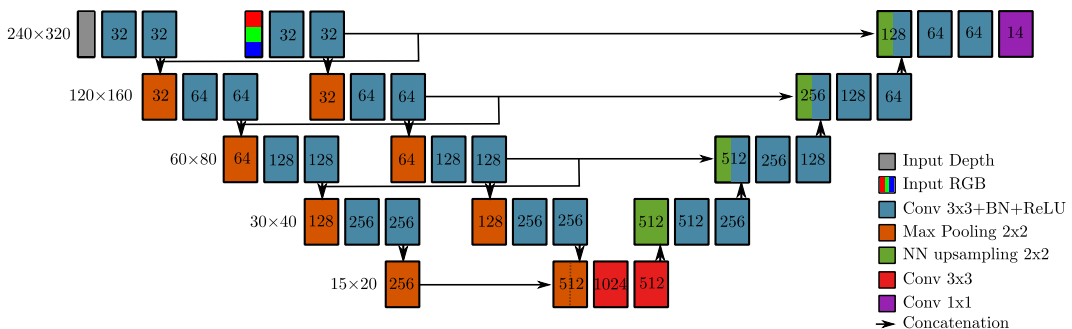 240×320 32 32 32 32 128 64 64 14
120×160 32 64 64 32 64 64 256 128 64
60×80 64 128 128 64 128 128 512 256 128
30×40 128 256 256 128 256 256 512 512 256
15×20 256 512 1024 512
Input Depth
Input RGB
Conv 3x3+BN+ReLU
Max Pooling 2x2
NN upsampling 2x2
Conv 3x3
Conv 1x1
Concatenation